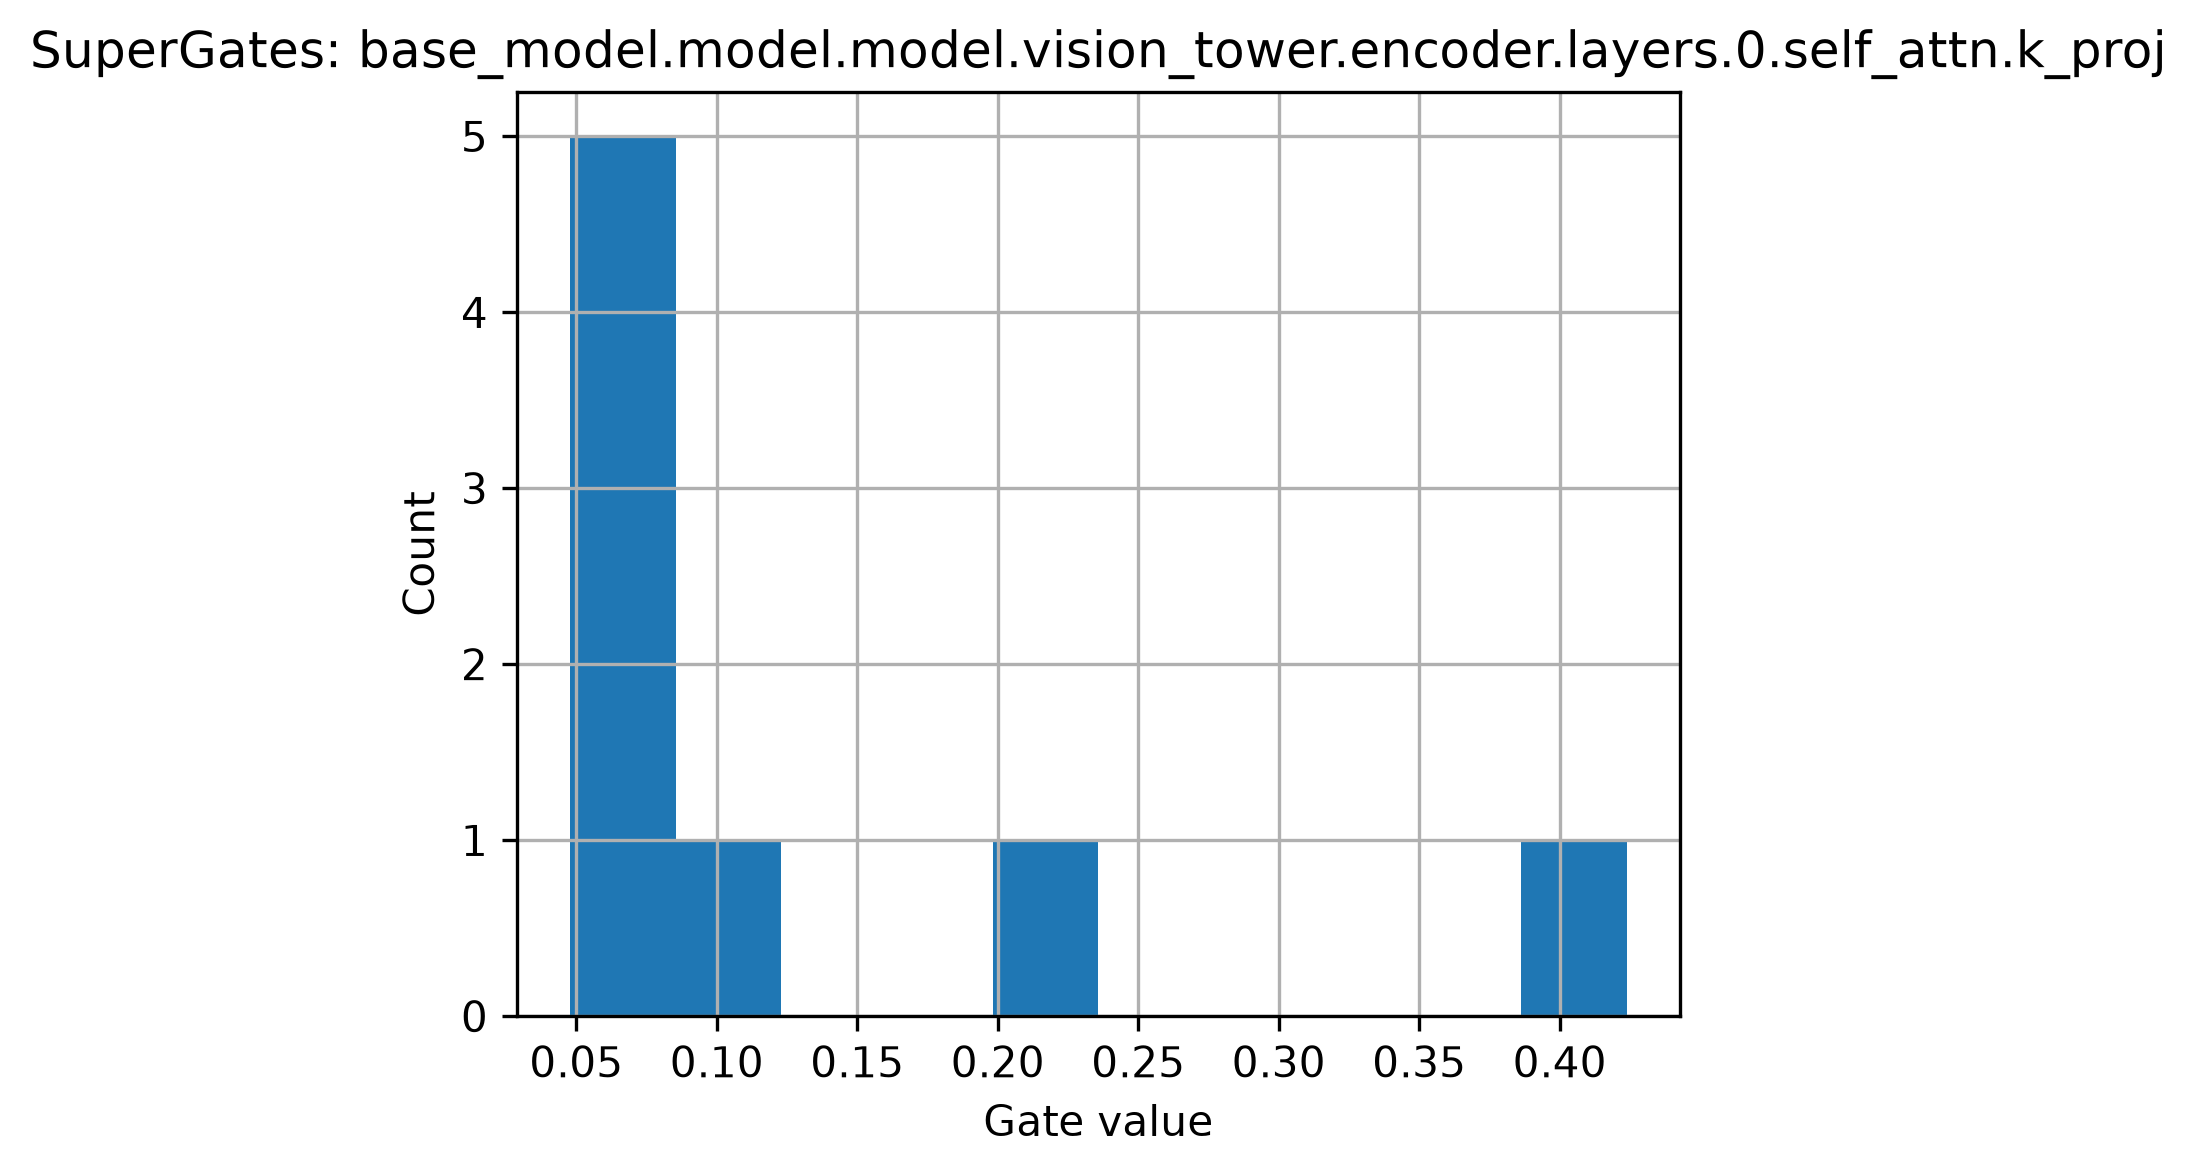 SuperGates: base_model.model.model.vision_tower.encoder.layers.0.self_attn.k_proj
5
4
3
2
1
0
Count
0.05 0.10 0.15 0.20 0.25 0.30 0.35 0.40
Gate value